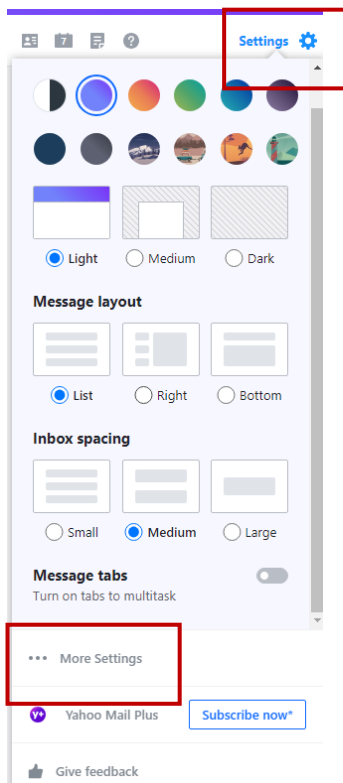 7
?
Settings
Light
Medium
Dark
Message layout
List
Right
Bottom
Inbox spacing
Small
Medium
Large
Message tabs
Turn on tabs to multitask
More Settings
Y+
Yahoo Mail Plus
Subscribe now*
Give feedback